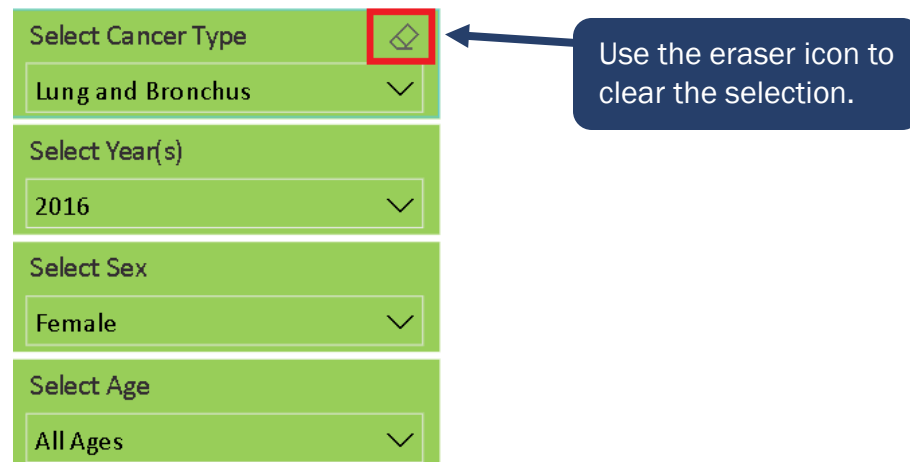 Select Cancer Type
Lung and Bronchus
Use the eraser icon to
clear the selection.
Select Year(s)
2016
Select Sex
Female
Select Age
All Ages